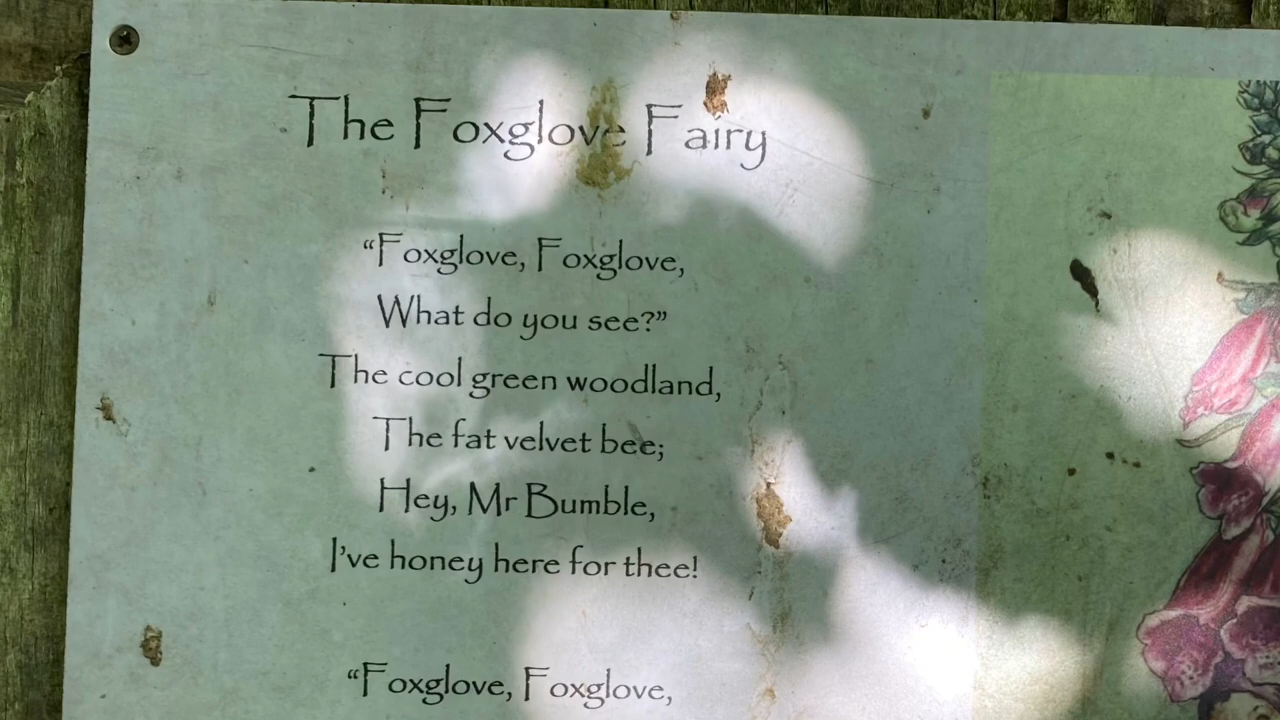 The Foxglove Fairy
“Foxglove, Foxglove,
What do you see?”
The cool green woodland,
The fat velvet bee;
Hey, Mr Bumble,
I’ve honey here for thee!
“Foxglove, Foxglove,